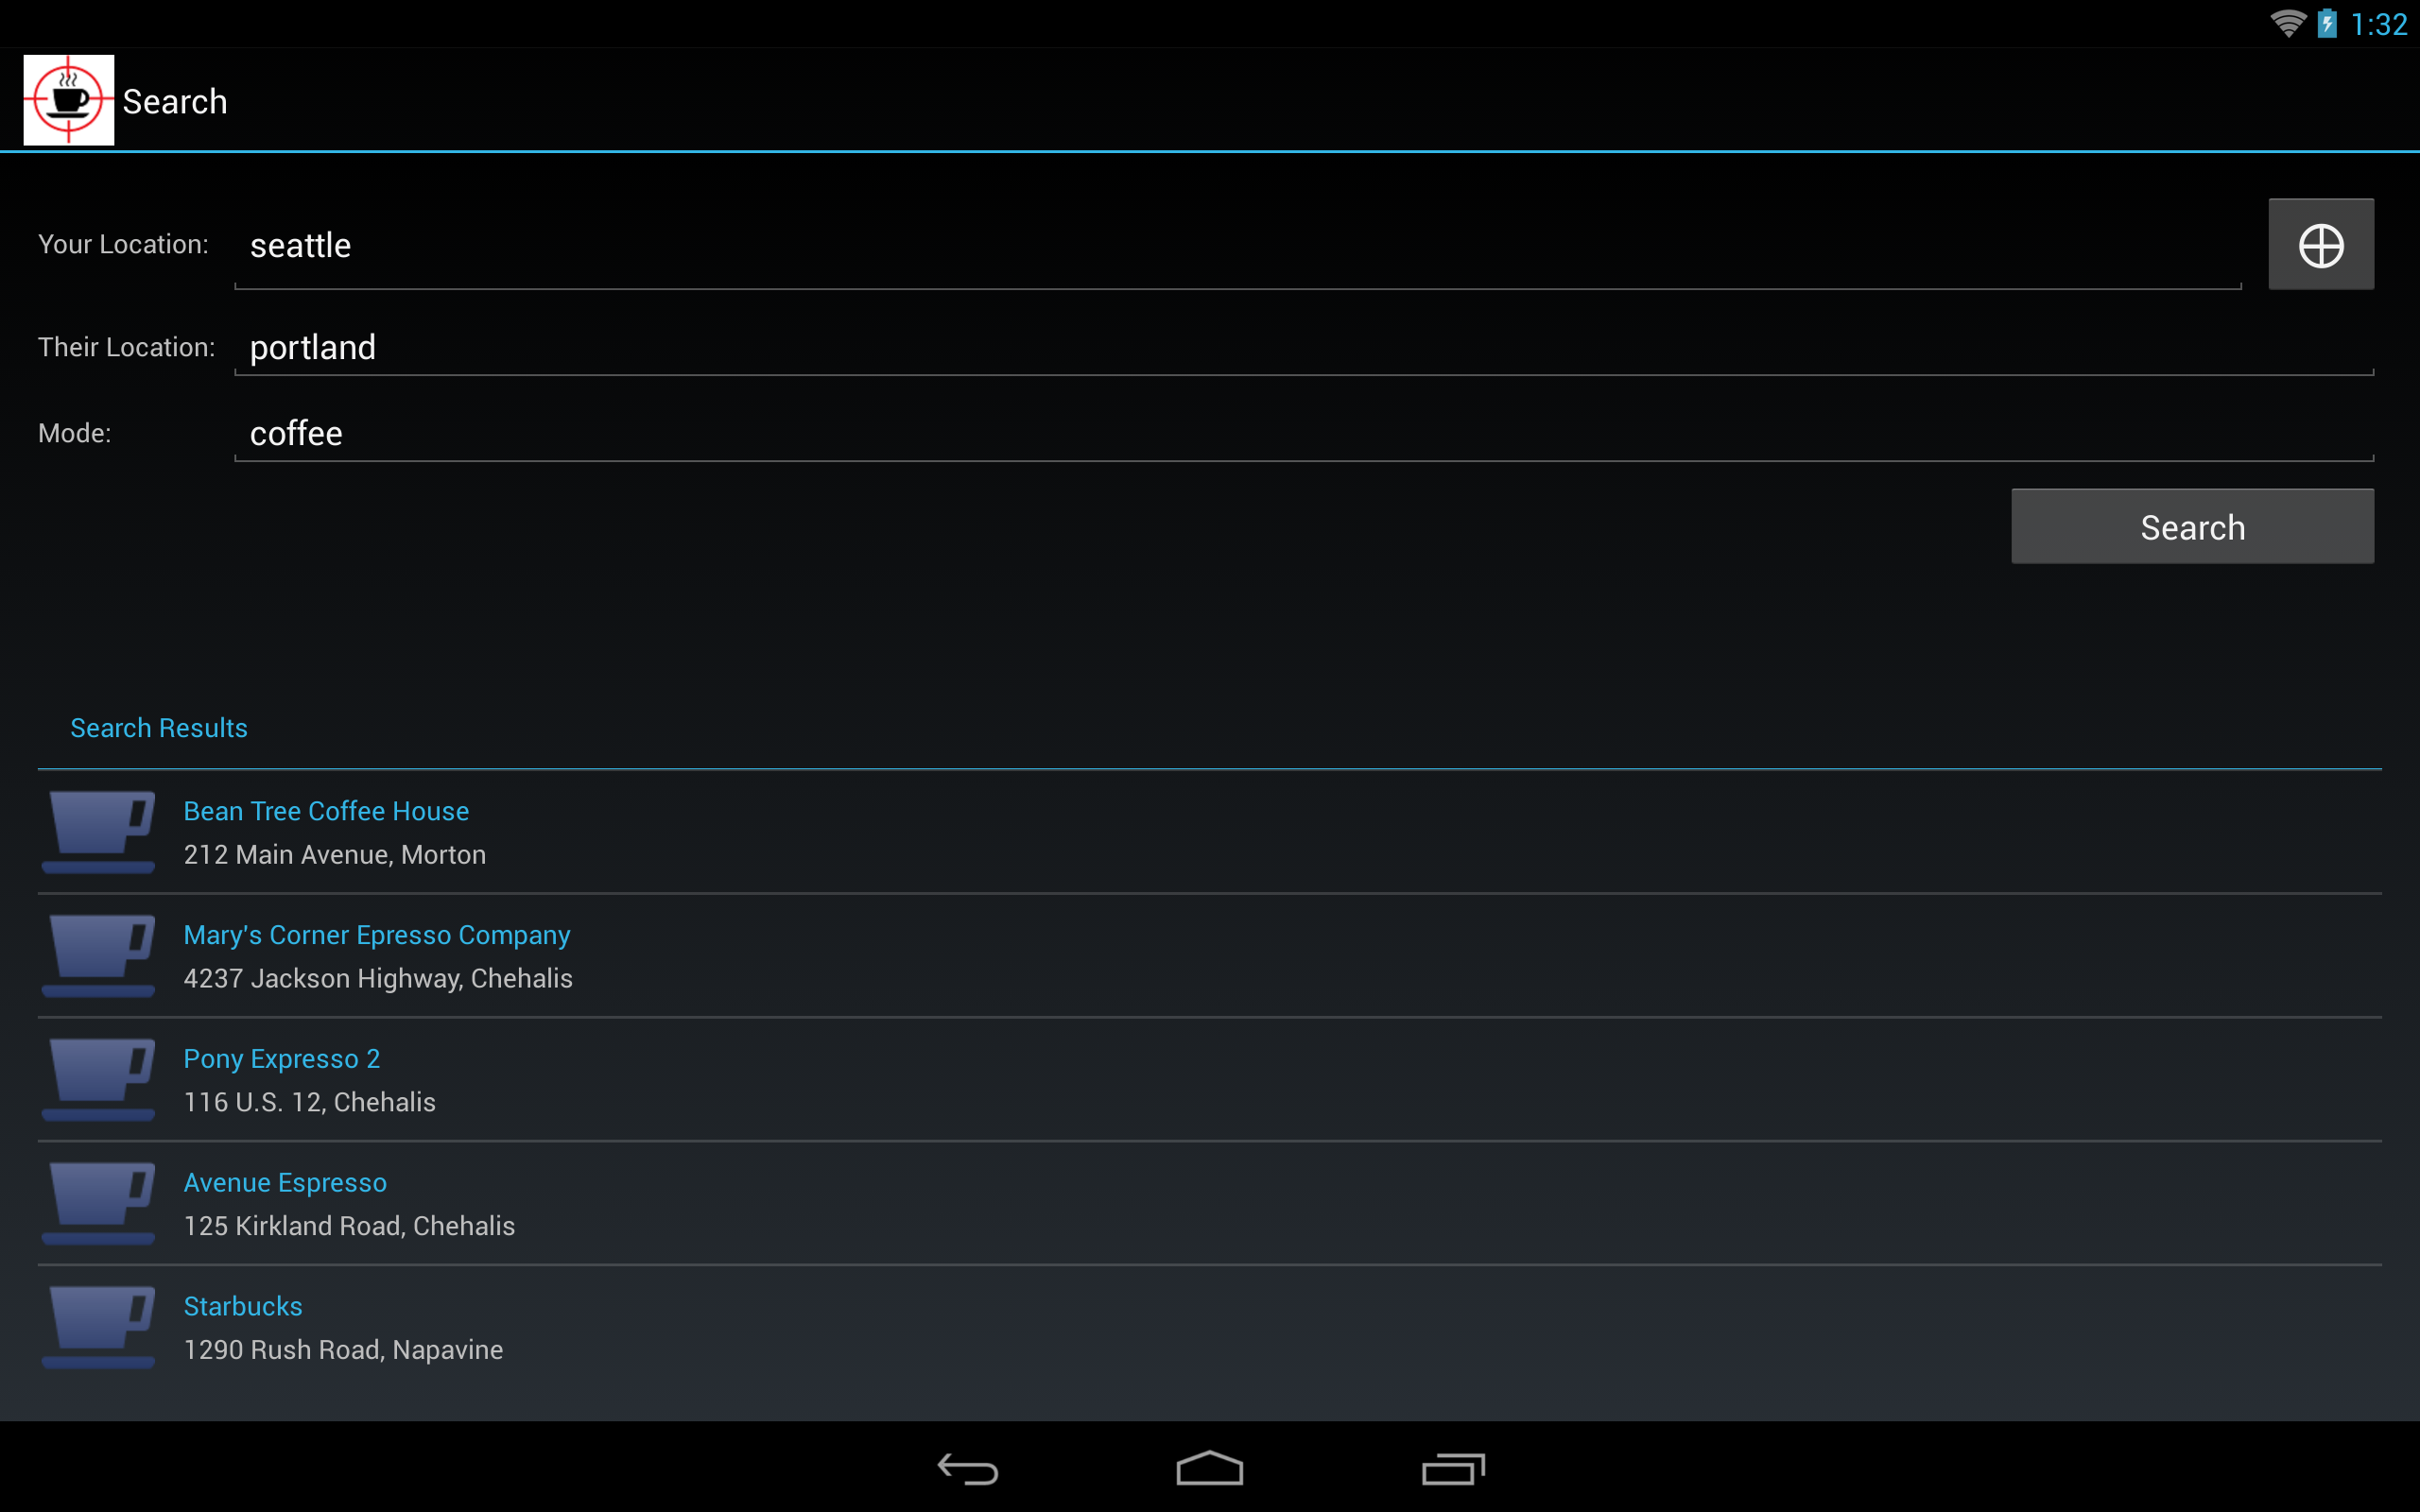 1:32
Search
Your Location: seattle
Their Location: portland
Mode: coffee
Search
Search Results
Bean Tree Coffee House
212 Main Avenue, Morton
Mary's Corner Epresso Company
4237 Jackson Highway, Chehalis
Pony Expresso 2
116 U.S. 12, Chehalis
Avenue Espresso
125 Kirkland Road, Chehalis
Starbucks
1290 Rush Road, Napavine